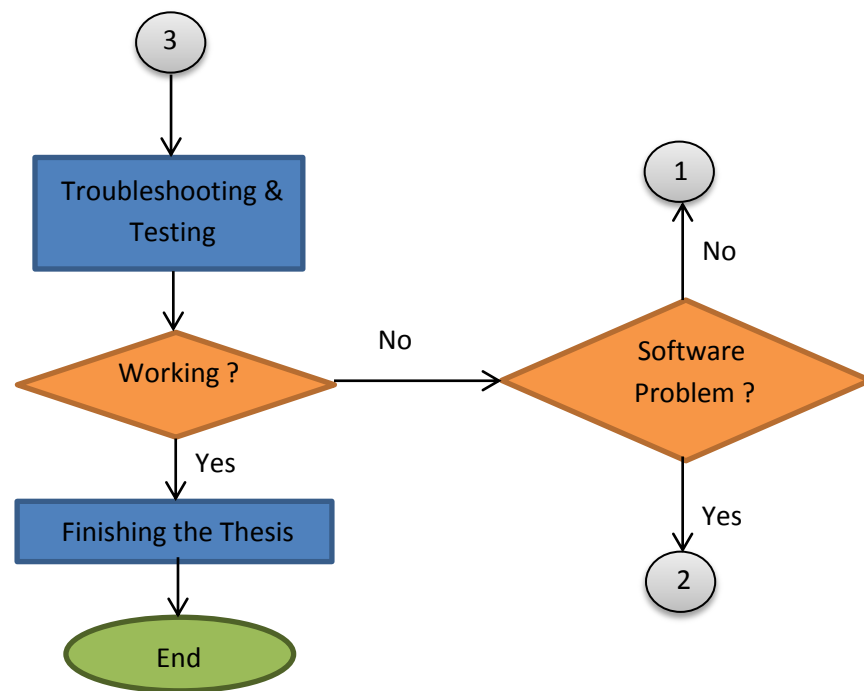 3
Troubleshooting &
Testing
Working ?
No
Yes
Finishing the Thesis
End
1
No
Software
Problem ?
Yes
2